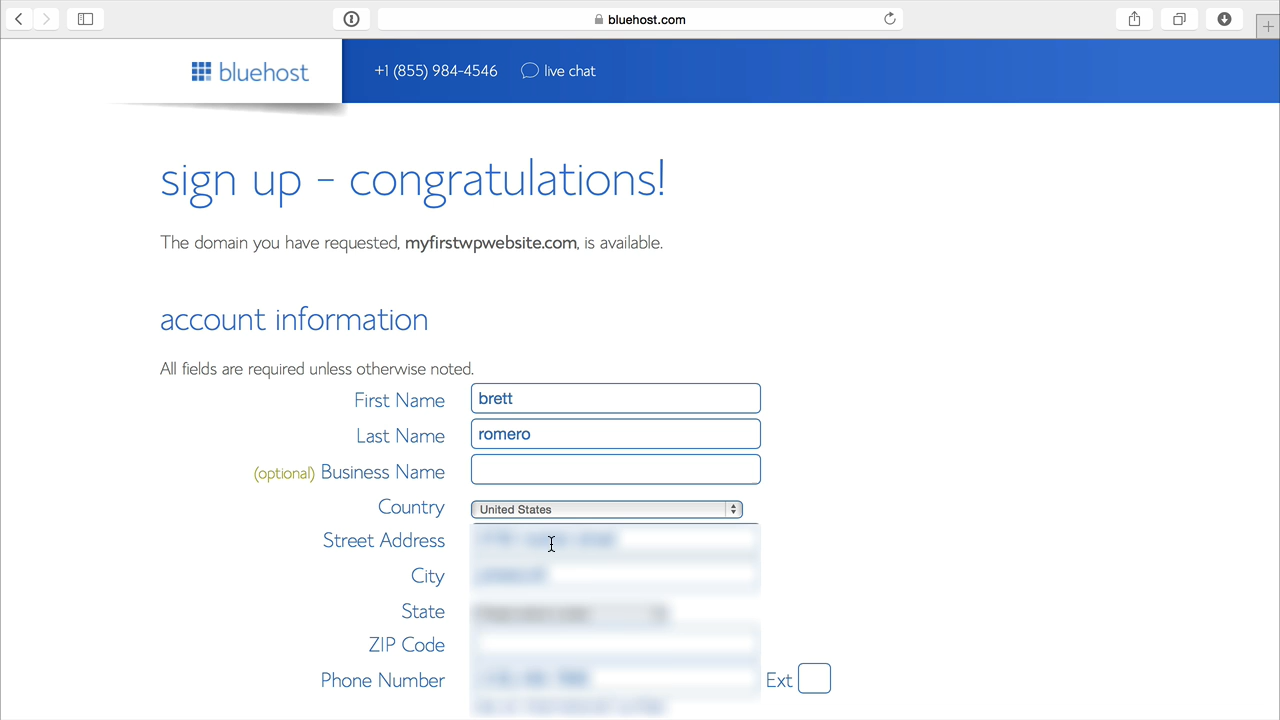 bluehost.com
bluehost
+1 (855) 984-4546 live chat
sign up - congratulations!
The domain you have requested, myfirstwpwebsite.com, is available.
account information
All fields are required unless otherwise noted.
First Name brett
Last Name romero
(optional) Business Name
Country United States
Street Address
City
State
ZIP Code
Phone Number Ext